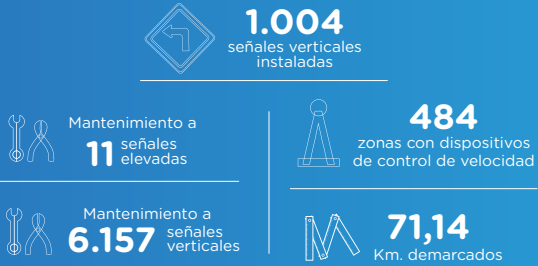 1.004
señales verticales
instaladas
Mantenimiento a
11 señales
elevadas
Mantenimiento a
6.157 señales
verticales
484
zonas con dispositivos
de control de velocidad
71,14
Km. demarcados